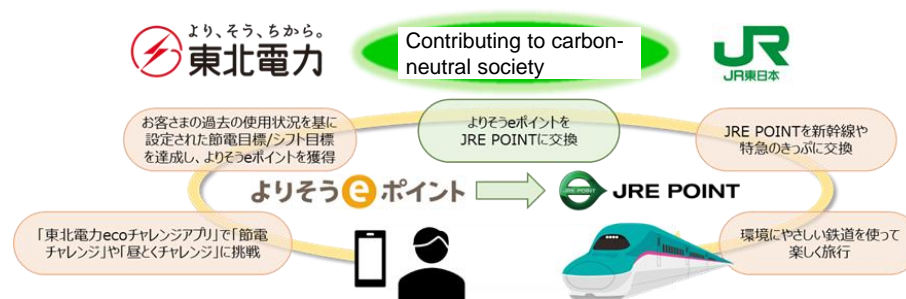 より、そう、ちから。
東北電力
Contributing to carbon-
neutral society
JR
JR東日本
お客さまの過去の使用状況を基に
設定された節電目標/シフト目標
を達成し、よりそうeポイントを獲得
よりそうeポイントを
JRE POINTに交換
JRE POINTを新幹線や
特急のきっぷに交換
よりそうeポイント
JRE POINT
JRE POINT
「東北電力ecoチャレンジアプリ」で「節電
チャレンジ」や「昼とくチャレンジ」に挑戦
環境にやさしい鉄道を使って
楽しく旅行